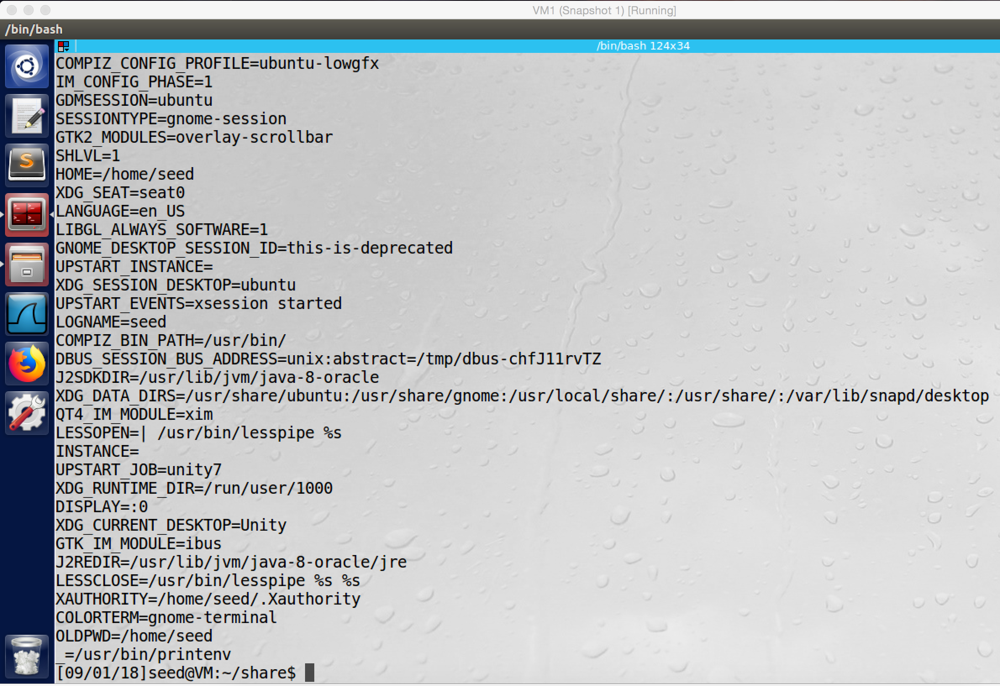 VM1 (Snapshot 1) [Running]
/bin/bash
/bin/bash 124x34
COMPIZ_CONFIG_PROFILE=ubuntu-lowgfx
IM_CONFIG_PHASE=1
GDMSESSION=ubuntu
SESSIONTYPE=gnome-session
GTK2_MODULES=overlay-scrollbar
SHLVL=1
HOME=/home/seed
XDG_SEAT=seat0
LANGUAGE=en_US
LIBGL_ALWAYS_SOFTWARE=1
GNOME_DESKTOP_SESSION_ID=this-is-deprecated
UPSTART_INSTANCE=
XDG_SESSION_DESKTOP=ubuntu
UPSTART_EVENTS=xsession started
LOGNAME=seed
COMPIZ_BIN_PATH=/usr/bin/
DBUS_SESSION_BUS_ADDRESS=unix:abstract=/tmp/dbus-chfJ11rvTZ
J2SDKDIR=/usr/lib/jvm/java-8-oracle
XDG_DATA_DIRS=/usr/share/ubuntu:/usr/share/gnome:/usr/local/share/:/usr/share/:/var/lib/snapd/desktop
QT4_IM_MODULE=xim
LESSOPEN=| /usr/bin/lesspipe %s
INSTANCE=
UPSTART_JOB=unity7
XDG_RUNTIME_DIR=/run/user/1000
DISPLAY=:0
XDG_CURRENT_DESKTOP=Unity
GTK_IM_MODULE=ibus
J2REDIR=/usr/lib/jvm/java-8-oracle/jre
LESSCLOSE=/usr/bin/lesspipe %s %s
XAUTHORITY=/home/seed/.Xauthority
COLORTERM=gnome-terminal
OLDPWD=/home/seed
_=/usr/bin/printenv
[09/01/18]seed@VM:~/share$